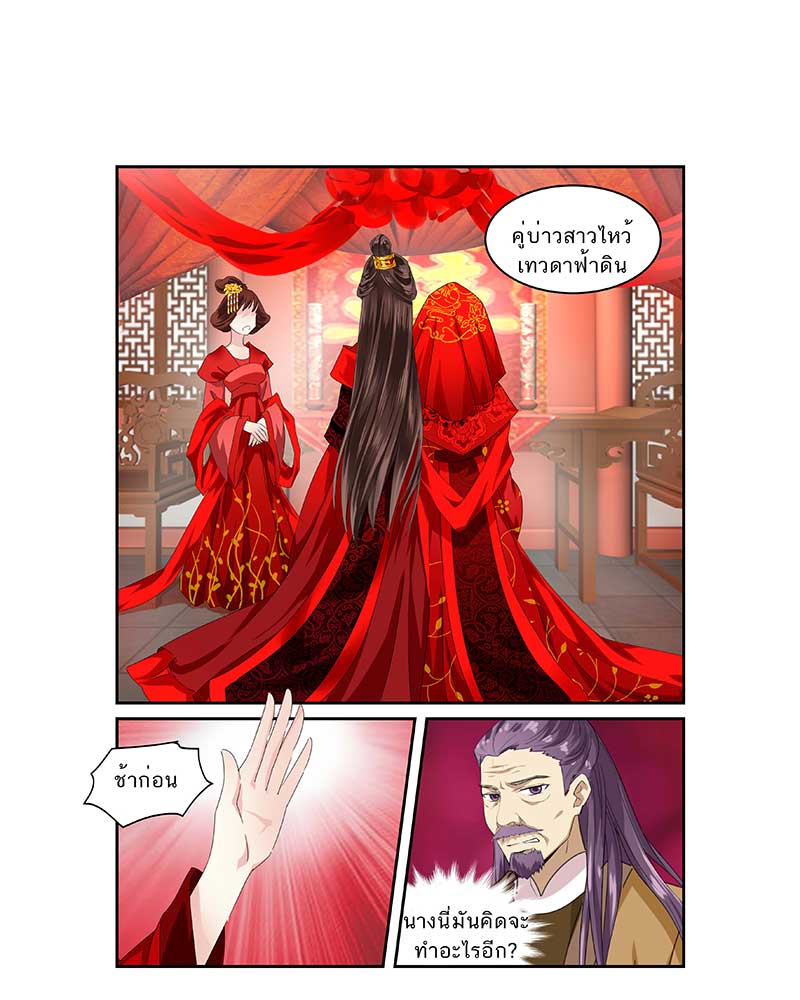 คู่บ่าวสาวไหว้
เทวดาฟ้าดิน
ช้าก่อน
นางนี่มันคิดจะ
ทำอะไรอีก?